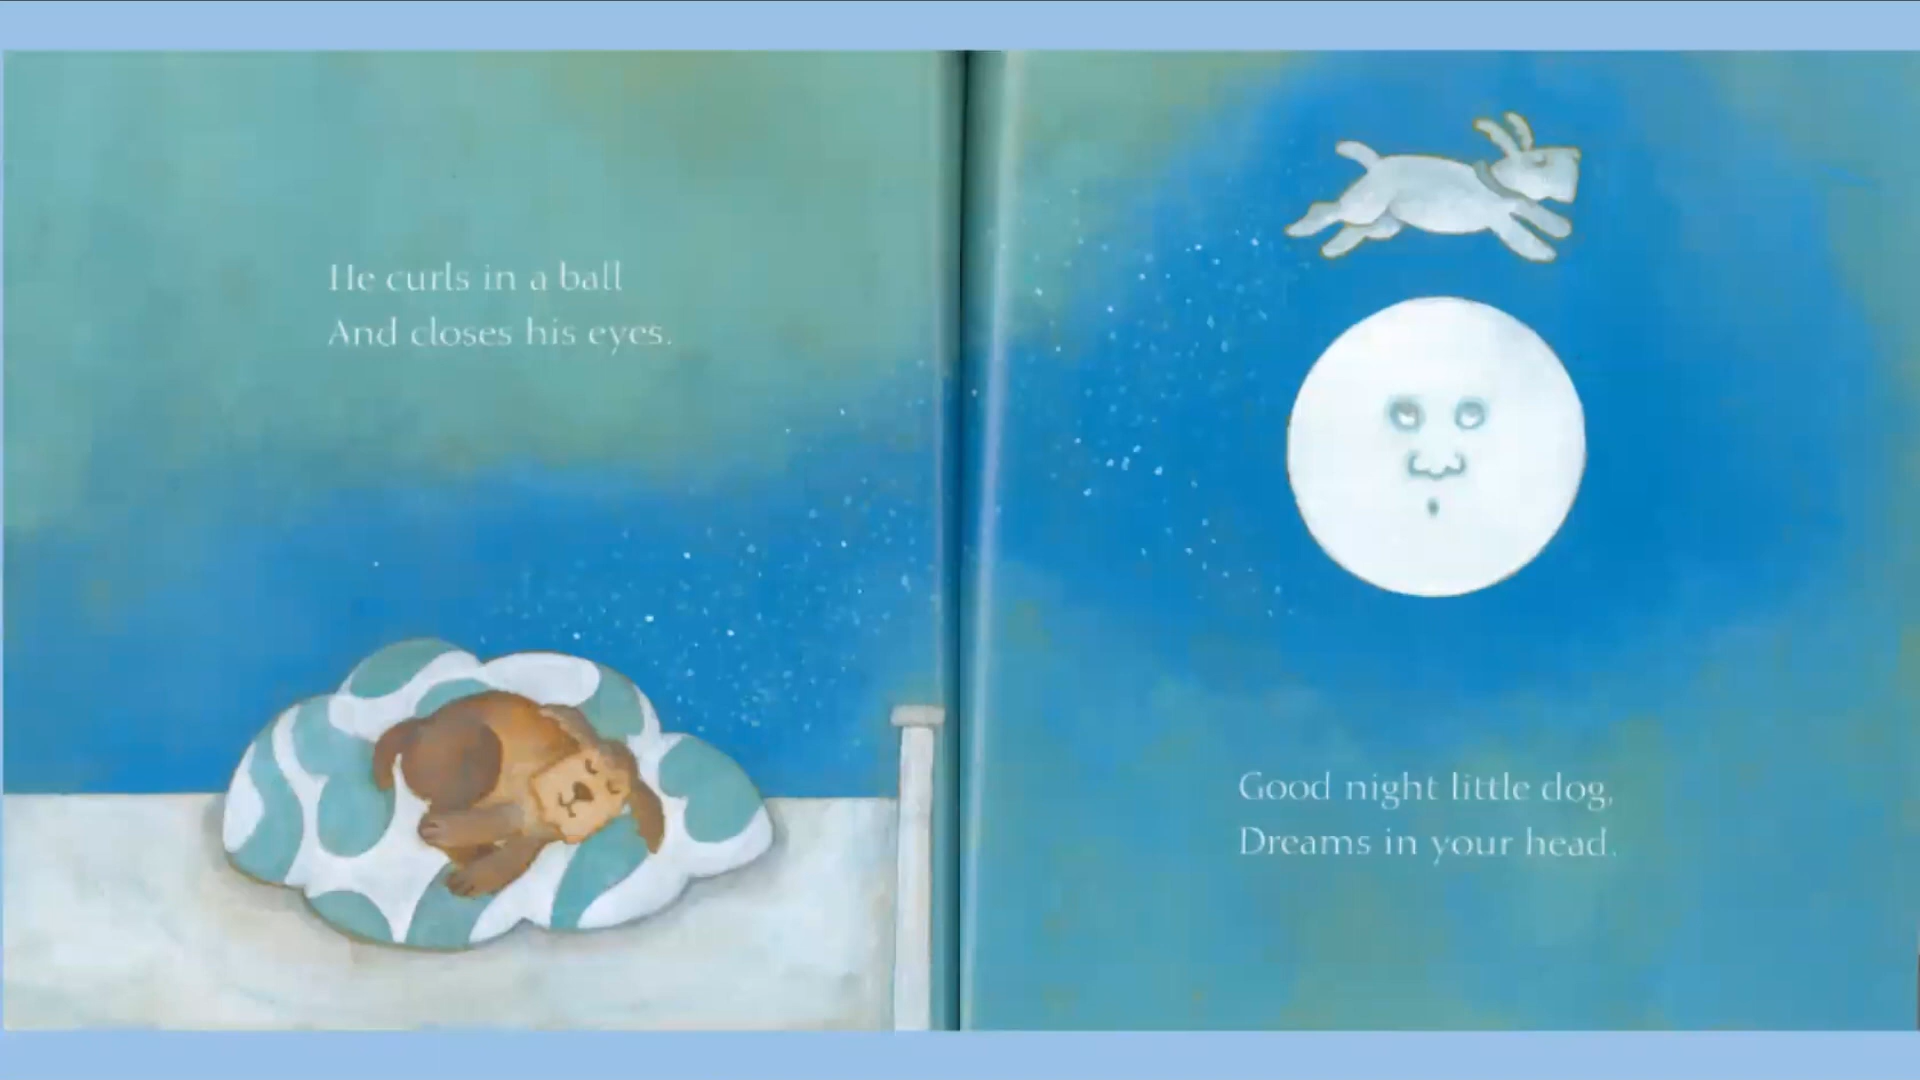 He curls in a ball
And closes his eyes.
Good night little dog,
Dreams in your head.